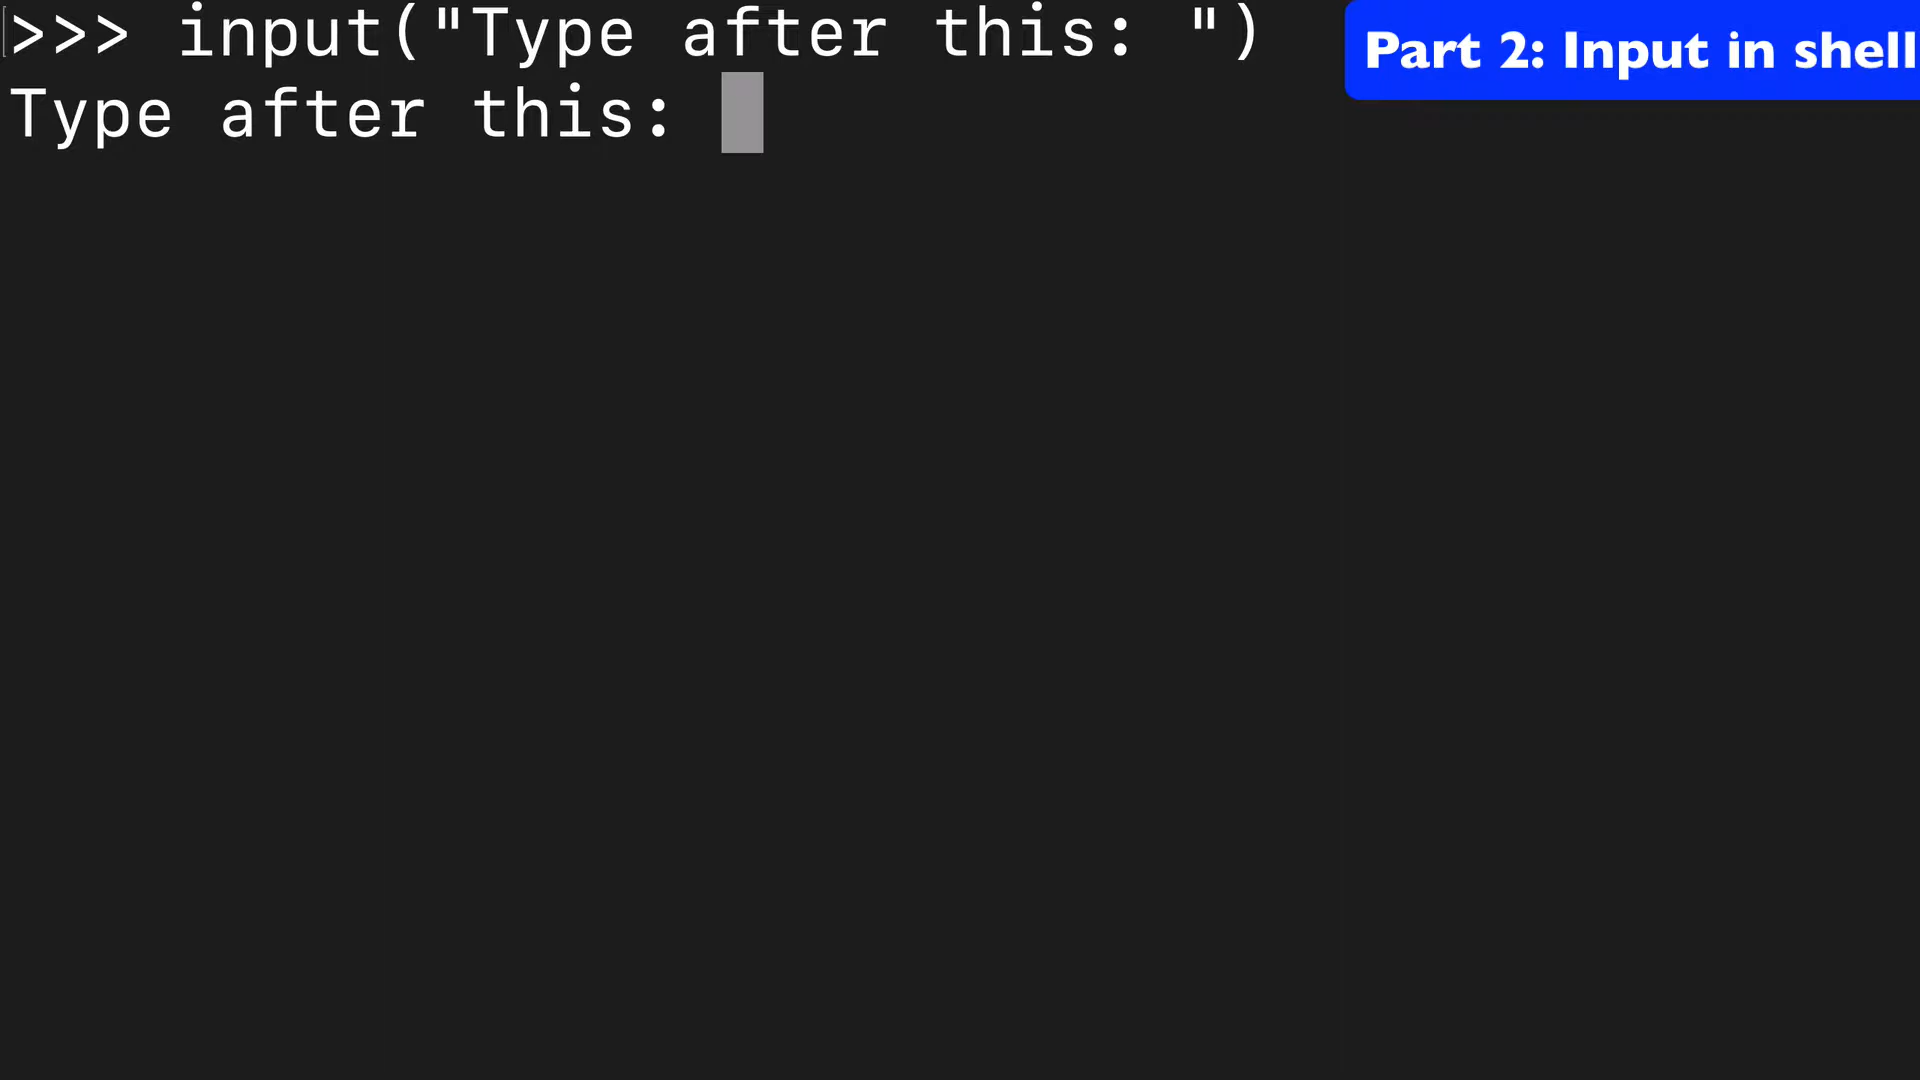 >>> input("Type after this: ")
Part 2: Input in shell
Type after this: